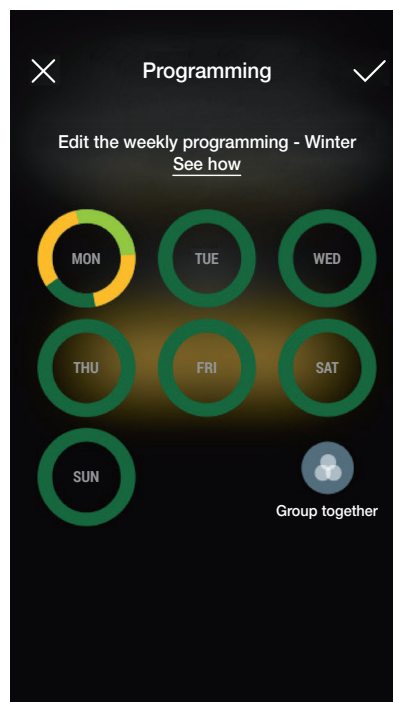 Programming
Edit the weekly programming - Winter
See how
MON
TUE
WED
THU
FRI
SAT
SUN
Group together